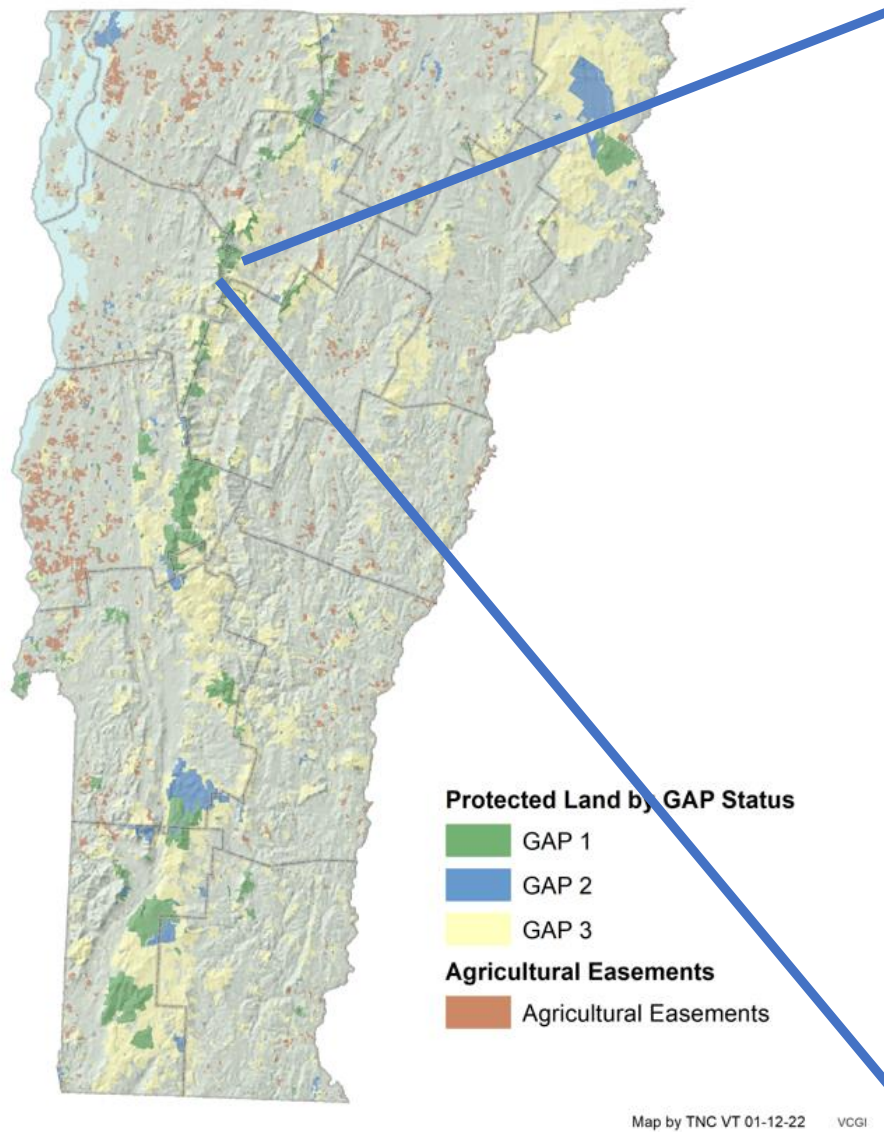 Protected Land by GAP Status
GAP 1
GAP 2
GAP 3
Agricultural Easements
Agricultural Easements
Map by TNC VT 01-12-22 VCGI